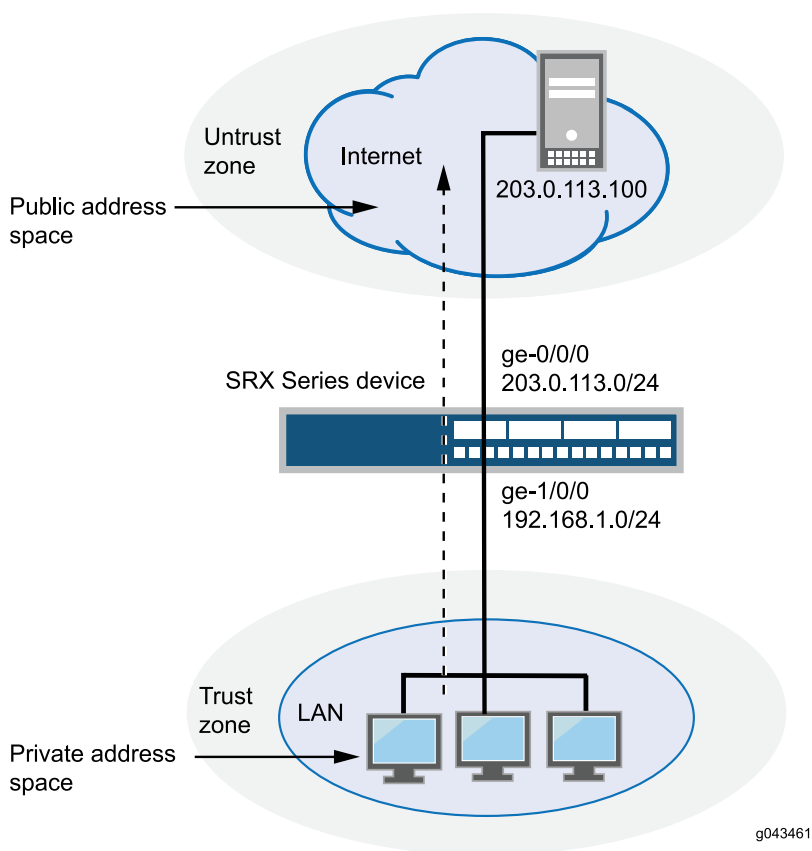 Untrust
zone
Internet
203.0.113.100
Public address
space
ge-0/0/0
203.0.113.0/24
SRX Series device
ge-1/0/0
192.168.1.0/24
Trust
zone
LAN
Private address
space
g043461